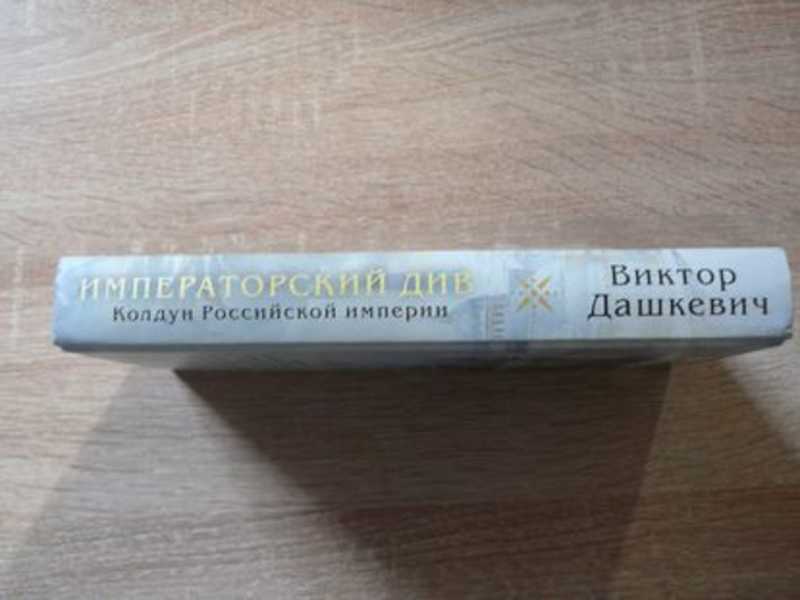 ИМПЕРАТОРСКИЙ ДИВ
Колдун Российской империи
Виктор
Дашкевич